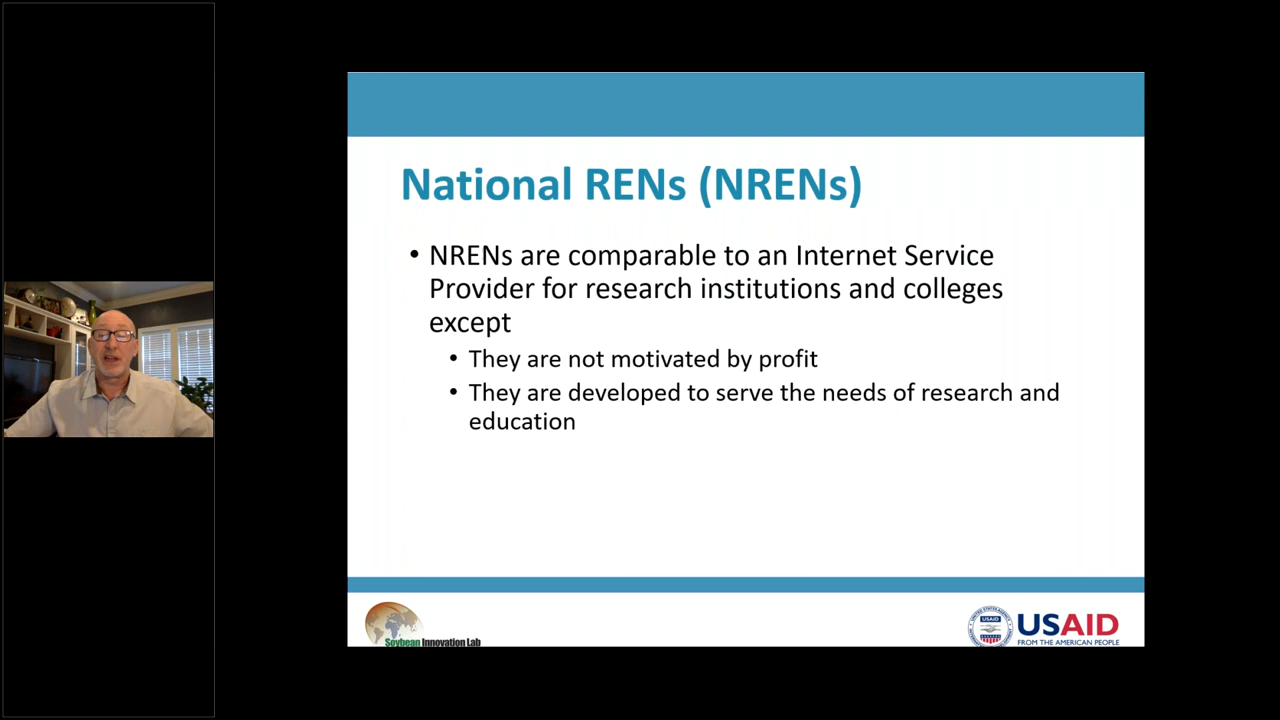 National RENs (NRENs)
• NRENs are comparable to an Internet Service
Provider for research institutions and colleges
except
• They are not motivated by profit
• They are developed to serve the needs of research and
education
Soybean Innovation Lab
USAID
USAID
FROM THE AMERICAN PEOPLE